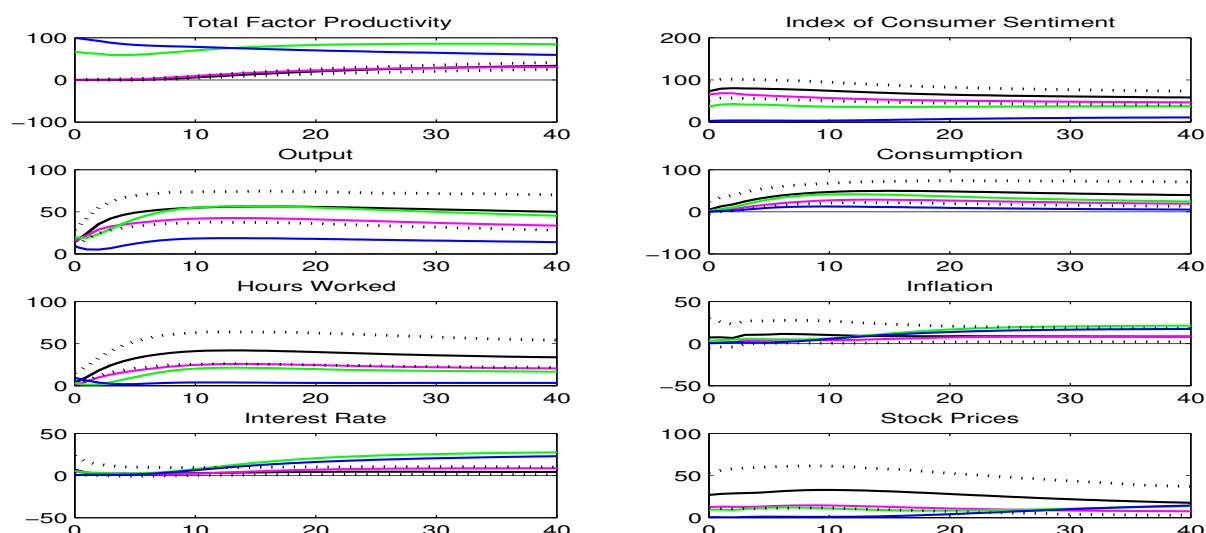 Total Factor Productivity
100
0
−100
0 10 20 30 40
Index of Consumer Sentiment
200
100
0
0 10 20 30 40
Output
100
50
0
0 10 20 30 40
Consumption
100
0
−100
0 10 20 30 40
Hours Worked
100
50
0
0 10 20 30 40
Inflation
50
0
−50
0 10 20 30 40
Interest Rate
50
0
−50
0 10 20 30 40
Stock Prices
100
50
0
0 10 20 30 40